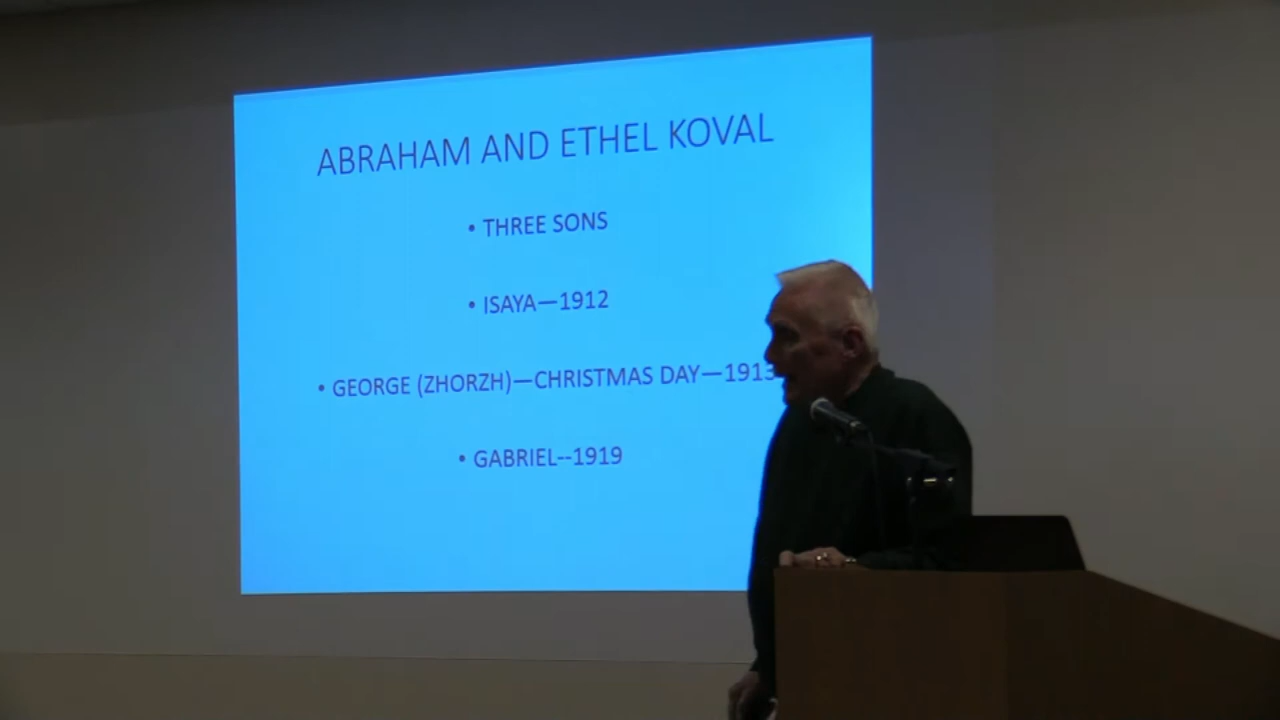 ABRAHAM AND ETHEL KOVAL
• THREE SONS
• ISAYA—1912
• GEORGE (ZHORZH)—CHRISTMAS DAY—1913
• GABRIEL--1919